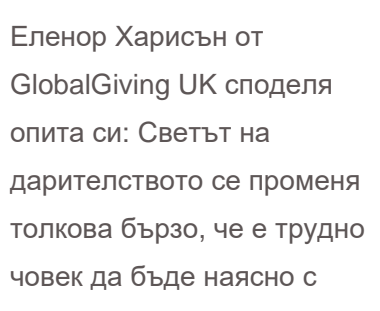 Еленор Харисън от
GlobalGiving UK споделя
опита си: Светът на
дарителството се променя
толкова бързо, че е трудно
човек да бъде наясно с